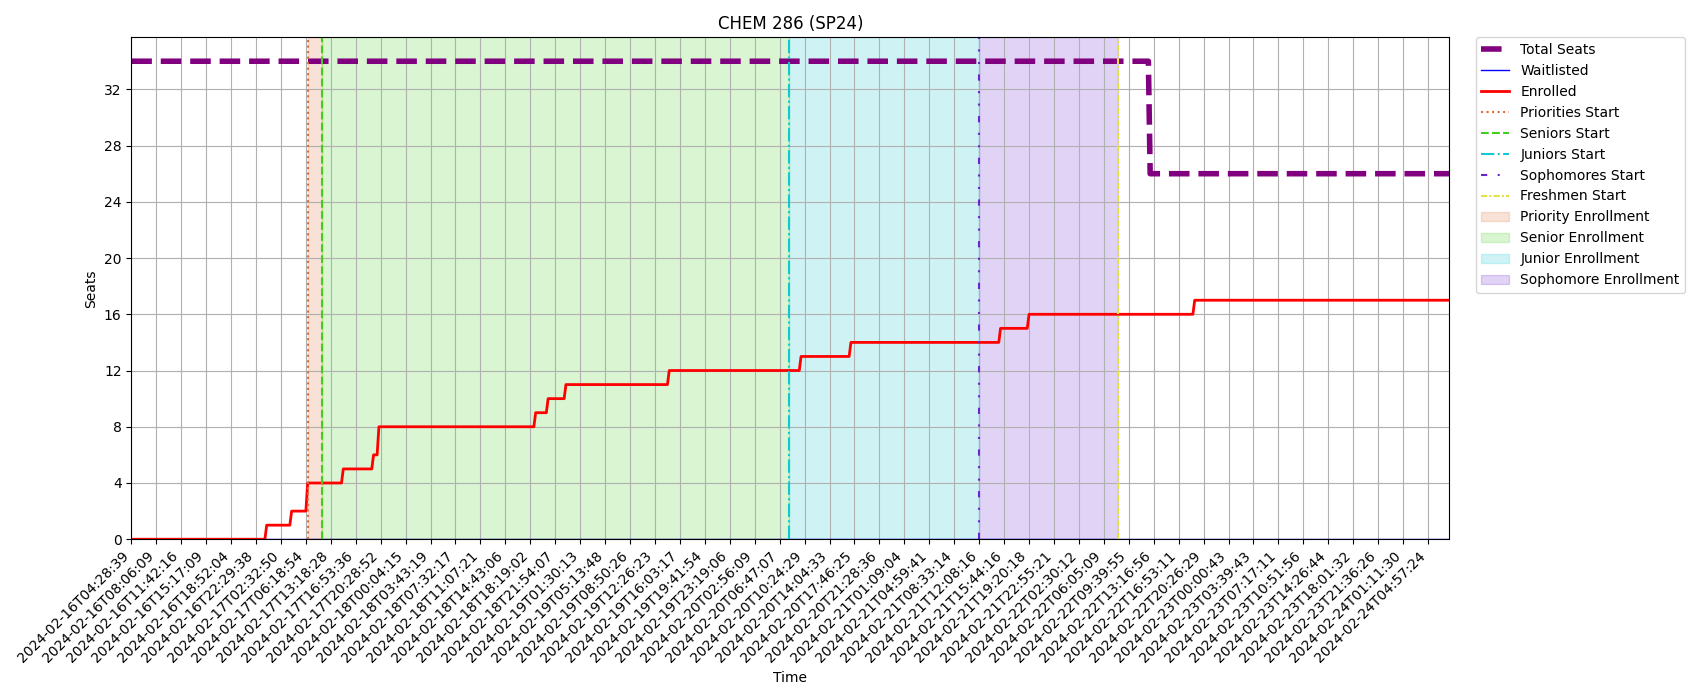 CHEM 286 (SP24)
Seats
32
28
24
20
16
12
8
4
0
2024-02-16T04:28:39
2024-02-16T08:06:09
2024-02-16T11:42:16
2024-02-16T15:17:09
2024-02-16T18:52:04
2024-02-16T22:29:38
2024-02-17T02:32:50
2024-02-17T06:18:54
2024-02-17T13:18:28
2024-02-17T16:53:36
2024-02-17T20:28:52
2024-02-18T00:04:15
2024-02-18T03:43:19
2024-02-18T07:32:17
2024-02-18T11:07:21
2024-02-18T14:43:06
2024-02-18T18:19:02
2024-02-18T21:54:07
2024-02-19T01:30:13
2024-02-19T05:13:48
2024-02-19T08:50:26
2024-02-19T12:26:23
2024-02-19T16:03:17
2024-02-19T19:41:54
2024-02-19T23:19:06
2024-02-20T02:56:09
2024-02-20T06:47:07
2024-02-20T10:24:29
2024-02-20T14:04:33
2024-02-20T17:46:25
2024-02-20T21:28:36
2024-02-21T01:09:04
2024-02-21T04:59:41
2024-02-21T08:33:14
2024-02-21T12:08:16
2024-02-21T15:44:16
2024-02-21T19:20:18
2024-02-21T22:55:21
2024-02-22T02:30:12
2024-02-22T06:05:09
2024-02-22T09:39:55
2024-02-22T13:16:56
2024-02-22T16:53:11
2024-02-22T20:26:29
2024-02-23T00:00:43
2024-02-23T03:39:43
2024-02-23T07:17:11
2024-02-23T10:51:56
2024-02-23T14:26:44
2024-02-23T18:01:32
2024-02-23T21:36:26
2024-02-24T01:11:30
2024-02-24T04:57:24
Time
Total Seats
Waitlisted
Enrolled
Priorities Start
Seniors Start
Juniors Start
Sophomores Start
Freshmen Start
Priority Enrollment
Senior Enrollment
Junior Enrollment
Sophomore Enrollment